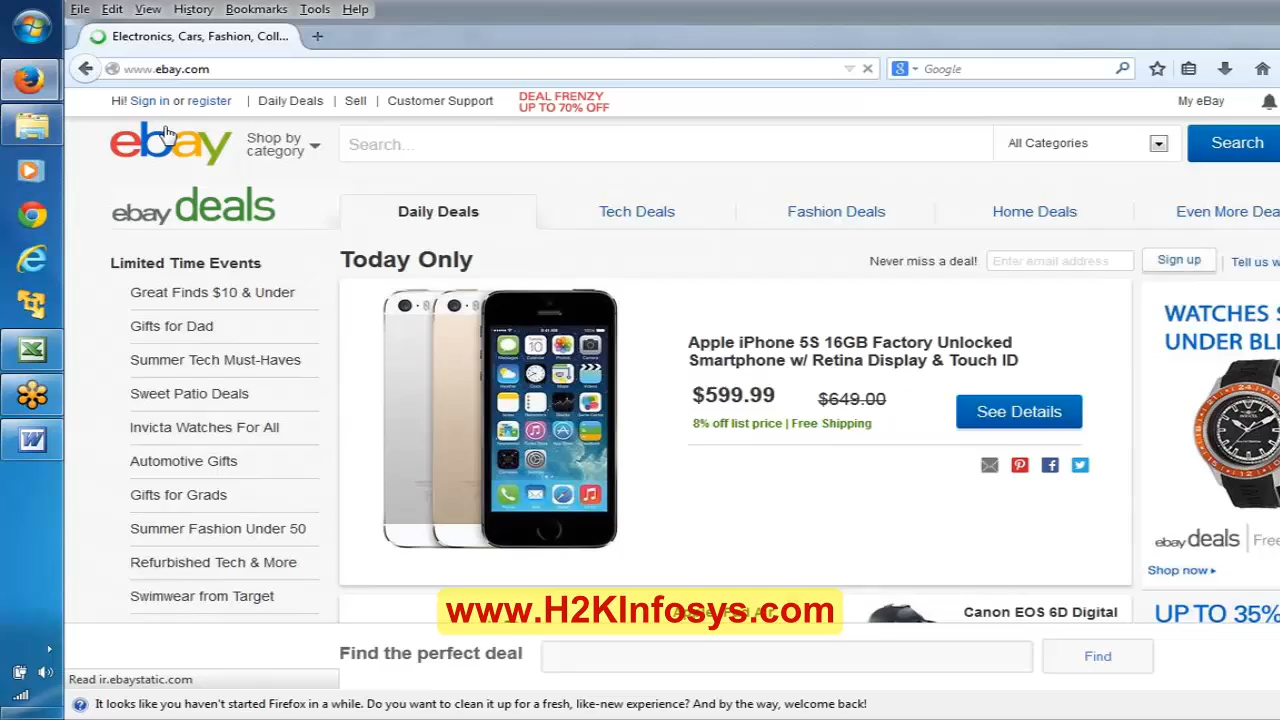 File Edit View History Bookmarks Tools Help
Electronics, Cars, Fashion, Coll...
www.ebay.com
Google
Hi! Sign in or register | Daily Deals | Sell | Customer Support
DEAL FRENZY
UP TO 70% OFF
My eBay
ebay
Shop by
category
Search...
All Categories
Search
ebay deals
Daily Deals
Tech Deals
Fashion Deals
Home Deals
Even More Dea
Limited Time Events
Great Finds $10 & Under
Gifts for Dad
Summer Tech Must-Haves
Sweet Patio Deals
Invicta Watches For All
Automotive Gifts
Gifts for Grads
Summer Fashion Under 50
Refurbished Tech & More
Swimwear from Target
Today Only
Never miss a deal!
Enter email address
Sign up
Tell us w
Apple iPhone 5S 16GB Factory Unlocked
Smartphone w/ Retina Display & Touch ID
$599.99 $649.00
8% off list price | Free Shipping
See Details
WATCHES S
UNDER BLI
ebay deals | Free
Shop now
UP TO 35%
www.H2KInfosys.com
Canon EOS 6D Digital
Find the perfect deal
Find
Read ir.ebaystatic.com
It looks like you haven't started Firefox in a while. Do you want to clean it up for a fresh, like-new experience? And by the way, welcome back!